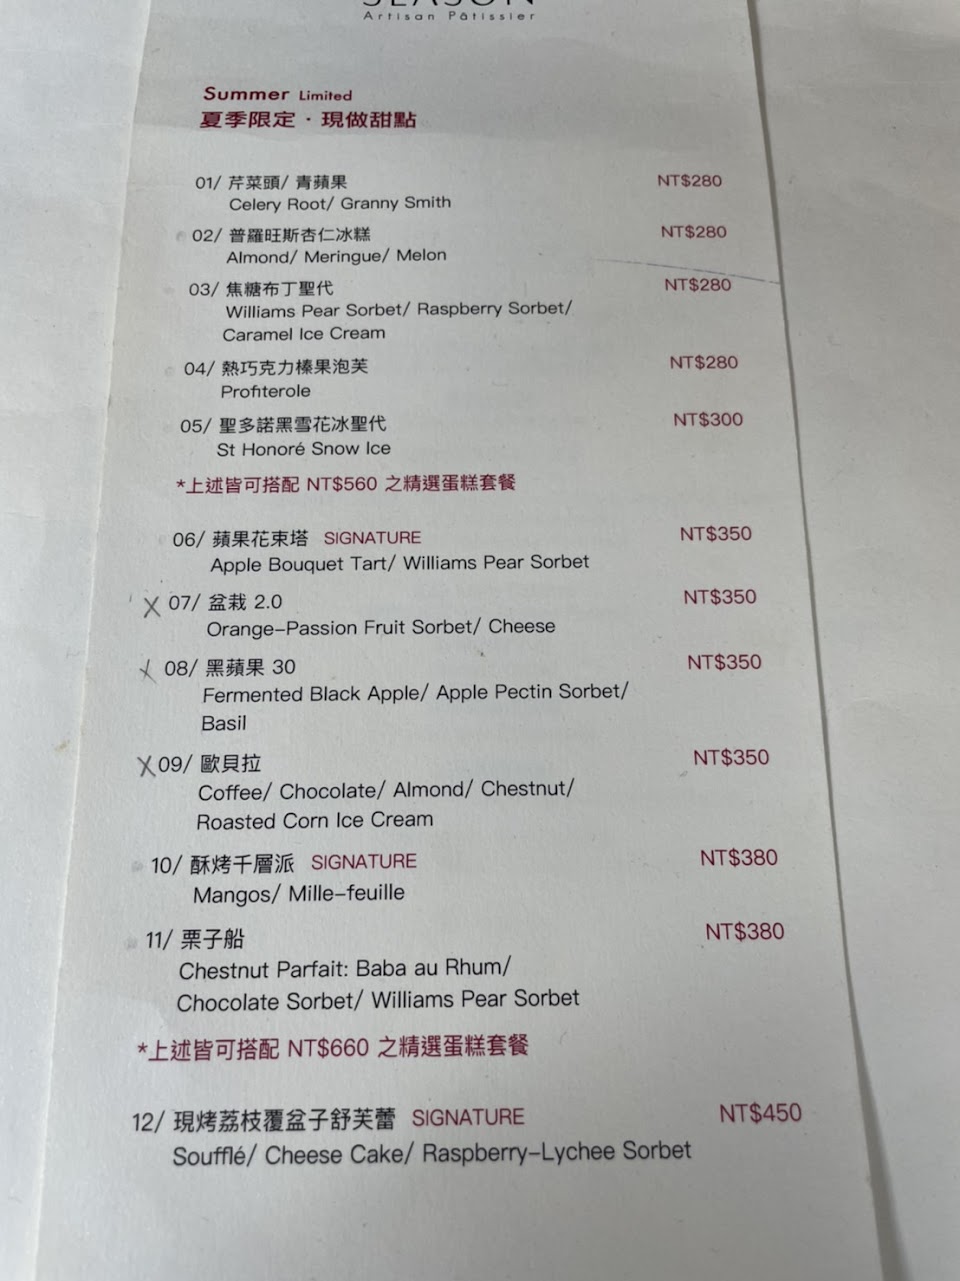 SEASON
Artisan Pâtissier
Summer Limited
夏季限定・現做甜點
01/ 芹菜頭/ 青蘋果 NT$280
Celery Root/ Granny Smith
02/ 普羅旺斯杏仁冰糕 NT$280
Almond/ Meringue/ Melon
03/ 焦糖布丁聖代 NT$280
Williams Pear Sorbet/ Raspberry Sorbet/
Caramel Ice Cream
04/ 熱巧克力榛果泡芙 NT$280
Profiterole
05/ 聖多諾黑雪花冰聖代 NT$300
St Honoré Snow Ice
*上述皆可搭配 NT$560 之精選蛋糕套餐
06/ 蘋果花束塔 SIGNATURE NT$350
Apple Bouquet Tart/ Williams Pear Sorbet
X 07/ 盆栽 2.0 NT$350
Orange–Passion Fruit Sorbet/ Cheese
X 08/ 黑蘋果 30 NT$350
Fermented Black Apple/ Apple Pectin Sorbet/
Basil
X 09/ 歐貝拉 NT$350
Coffee/ Chocolate/ Almond/ Chestnut/
Roasted Corn Ice Cream
10/ 酥烤千層派 SIGNATURE NT$380
Mangos/ Mille–feuille
11/ 栗子船 NT$380
Chestnut Parfait: Baba au Rhum/
Chocolate Sorbet/ Williams Pear Sorbet
*上述皆可搭配 NT$660 之精選蛋糕套餐
12/ 現烤荔枝覆盆子舒芙蕾 SIGNATURE NT$450
Soufflé/ Cheese Cake/ Raspberry–Lychee Sorbet